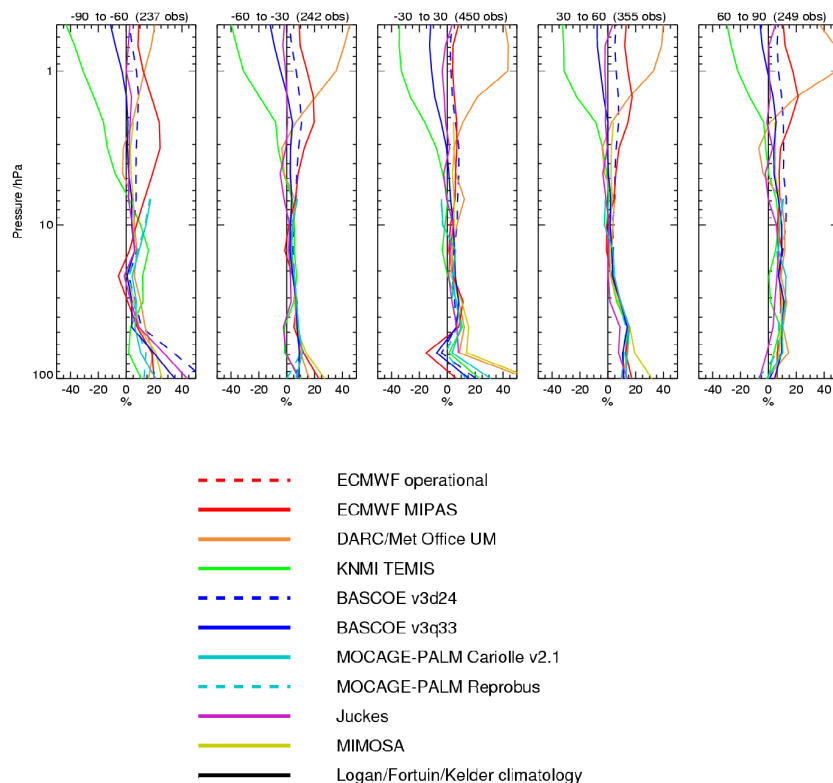 -90 to -60 (237 obs) -60 to -30 (242 obs) -30 to 30 (450 obs) 30 to 60 (355 obs) 60 to 90 (249 obs)
1
Pressure /hPa
10
100
-40 -20 0 20 40 -40 -20 0 20 40 -40 -20 0 20 40 -40 -20 0 20 40 -40 -20 0 20 40
% % % % %
ECMWF operational
ECMWF MIPAS
DARC/Met Office UM
KNMI TEMIS
BASCOE v3d24
BASCOE v3q33
MOCAGE-PALM Cariolle v2.1
MOCAGE-PALM Reprobus
Juckes
MIMOSA
Logan/Fortuin/Kelder climatology